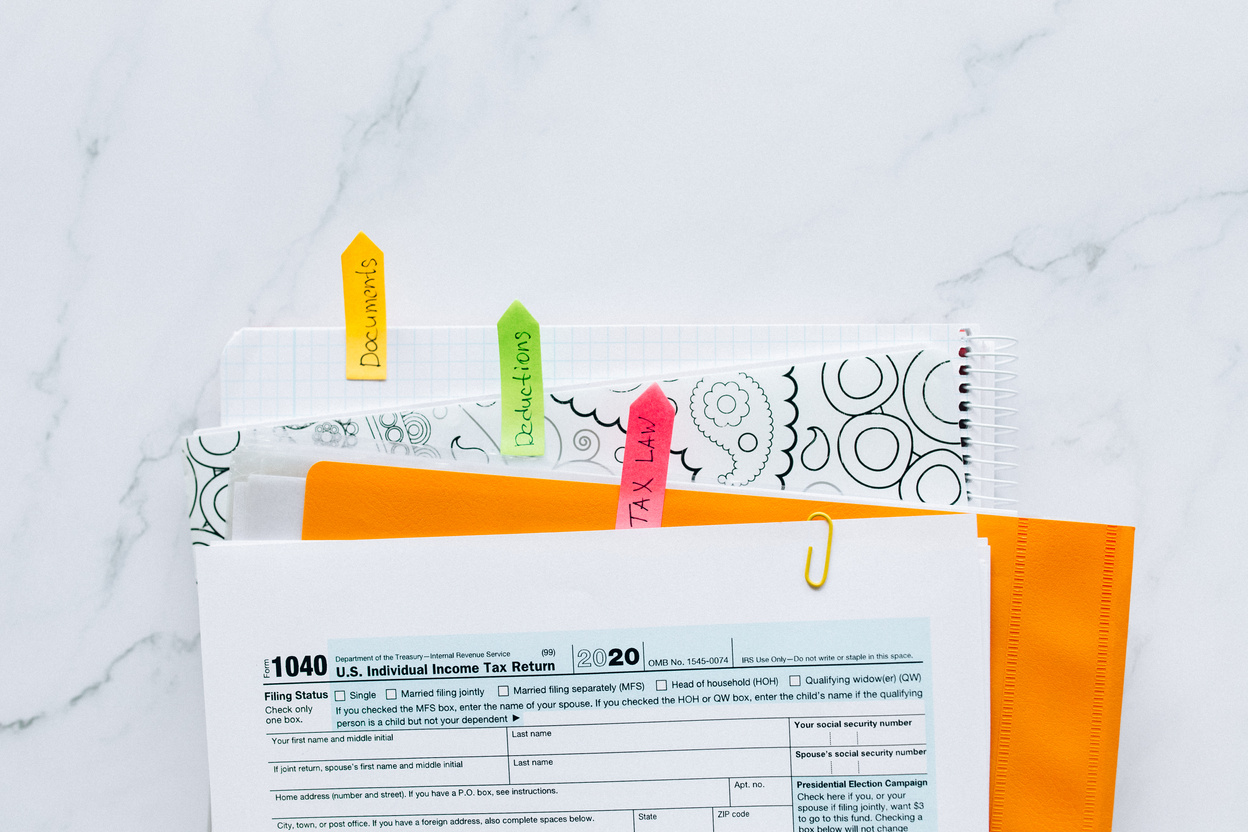 Documents
Deductions
TAX LAW
Form 1040 Department of the Treasury—Internal Revenue Service (99)
U.S. Individual Income Tax Return 2020 OMB No. 1545-0074 IRS Use Only—Do not write or staple in this space.
Filing Status Single Married filing jointly Married filing separately (MFS) Head of household (HOH) Qualifying widow(er) (QW)
Check only
one box.
If you checked the MFS box, enter the name of your spouse. If you checked the HOH or QW box, enter the child's name if the qualifying
person is a child but not your dependent ▶
Your first name and middle initial Last name Your social security number
If joint return, spouse's first name and middle initial Last name Spouse's social security number
Home address (number and street). If you have a P.O. box, see instructions. Apt. no.
City, town, or post office. If you have a foreign address, also complete spaces below. State ZIP code
Presidential Election Campaign
Check here if you, or your
spouse if filing jointly, want $3
to go to this fund. Checking a
box below will not change